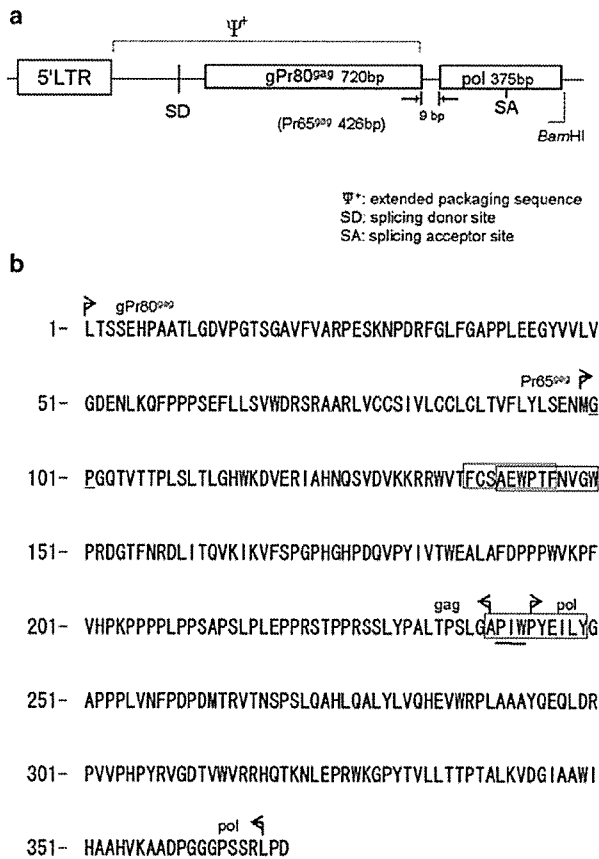 a
Ψ⁺
5'LTR
gPr80gag 720bp
pol 375bp
SD
(Pr65gag 426bp)
9 bp
SA
BamHI
Ψ⁺: extended packaging sequence
SD: splicing donor site
SA: splicing acceptor site
b
gPr80gag
1- LTSSEHPAATLGDVPGTSGAVFVARPESKNPDRFGLFGAPPLEEGYVVLV
Pr65gag
51- GDENLKQFPPPSEFLLSVWDRSRAARLVCCSIVLCCLCLTVFLYLSENMG
101- PGQTVTTPLSLTLGHWKDVERIAHNQSVDVKKRRWVTFCSAEWPTFNVGW
151- PRDGTFNRDLITQVKIKVFSPGPHGHPDQVPYIVTWEALAFDPPPWVKPF
gag pol
201- VHPKPPPPLPPSAPSLPLEPPRSTPPRSSLYPALTPSLGAPIWPYEILYG
251- APPPLVNFPDPDMTRVTNSPSLQAHLQALYLVQHEVWRPLAAAYQEQLDR
301- PVVPHPYRVGDTVWVRRHQTKNLEPRWKGPYTVLLTTPTALKVDGIAAWI
pol
351- HAAHVKAADPGGGPSSRLPD